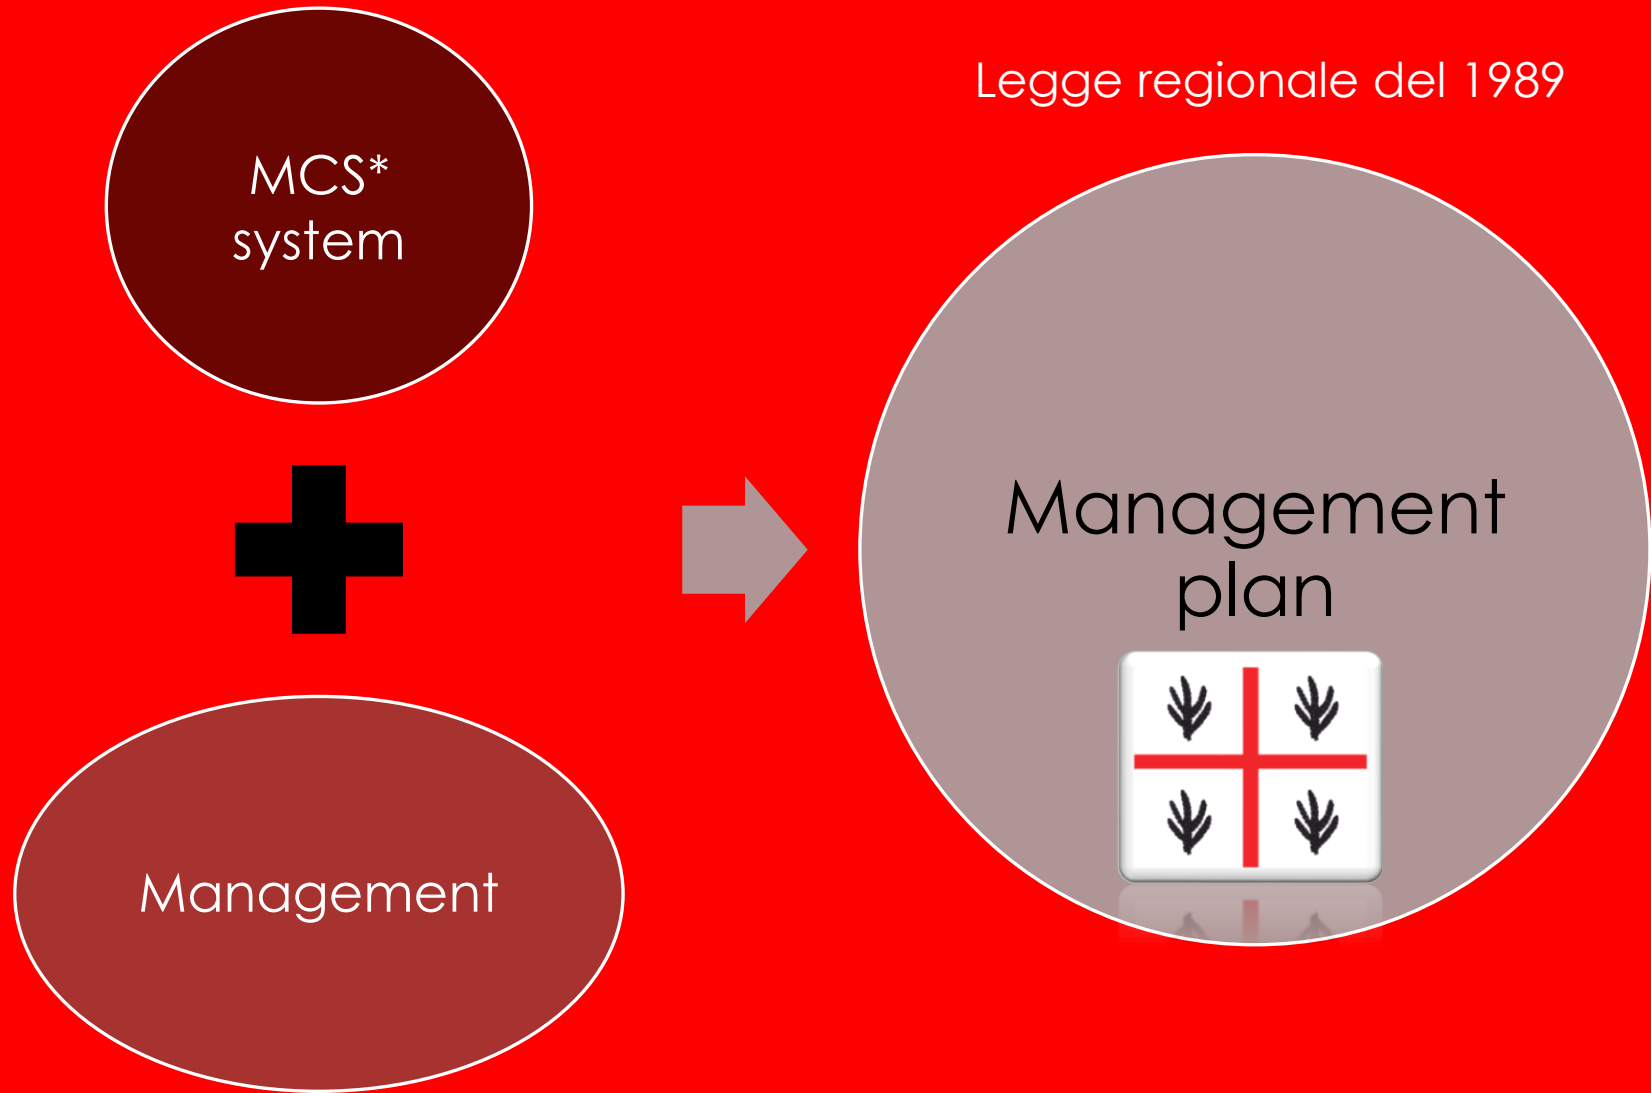 MCS*
system
Management
Legge regionale del 1989
Management
plan